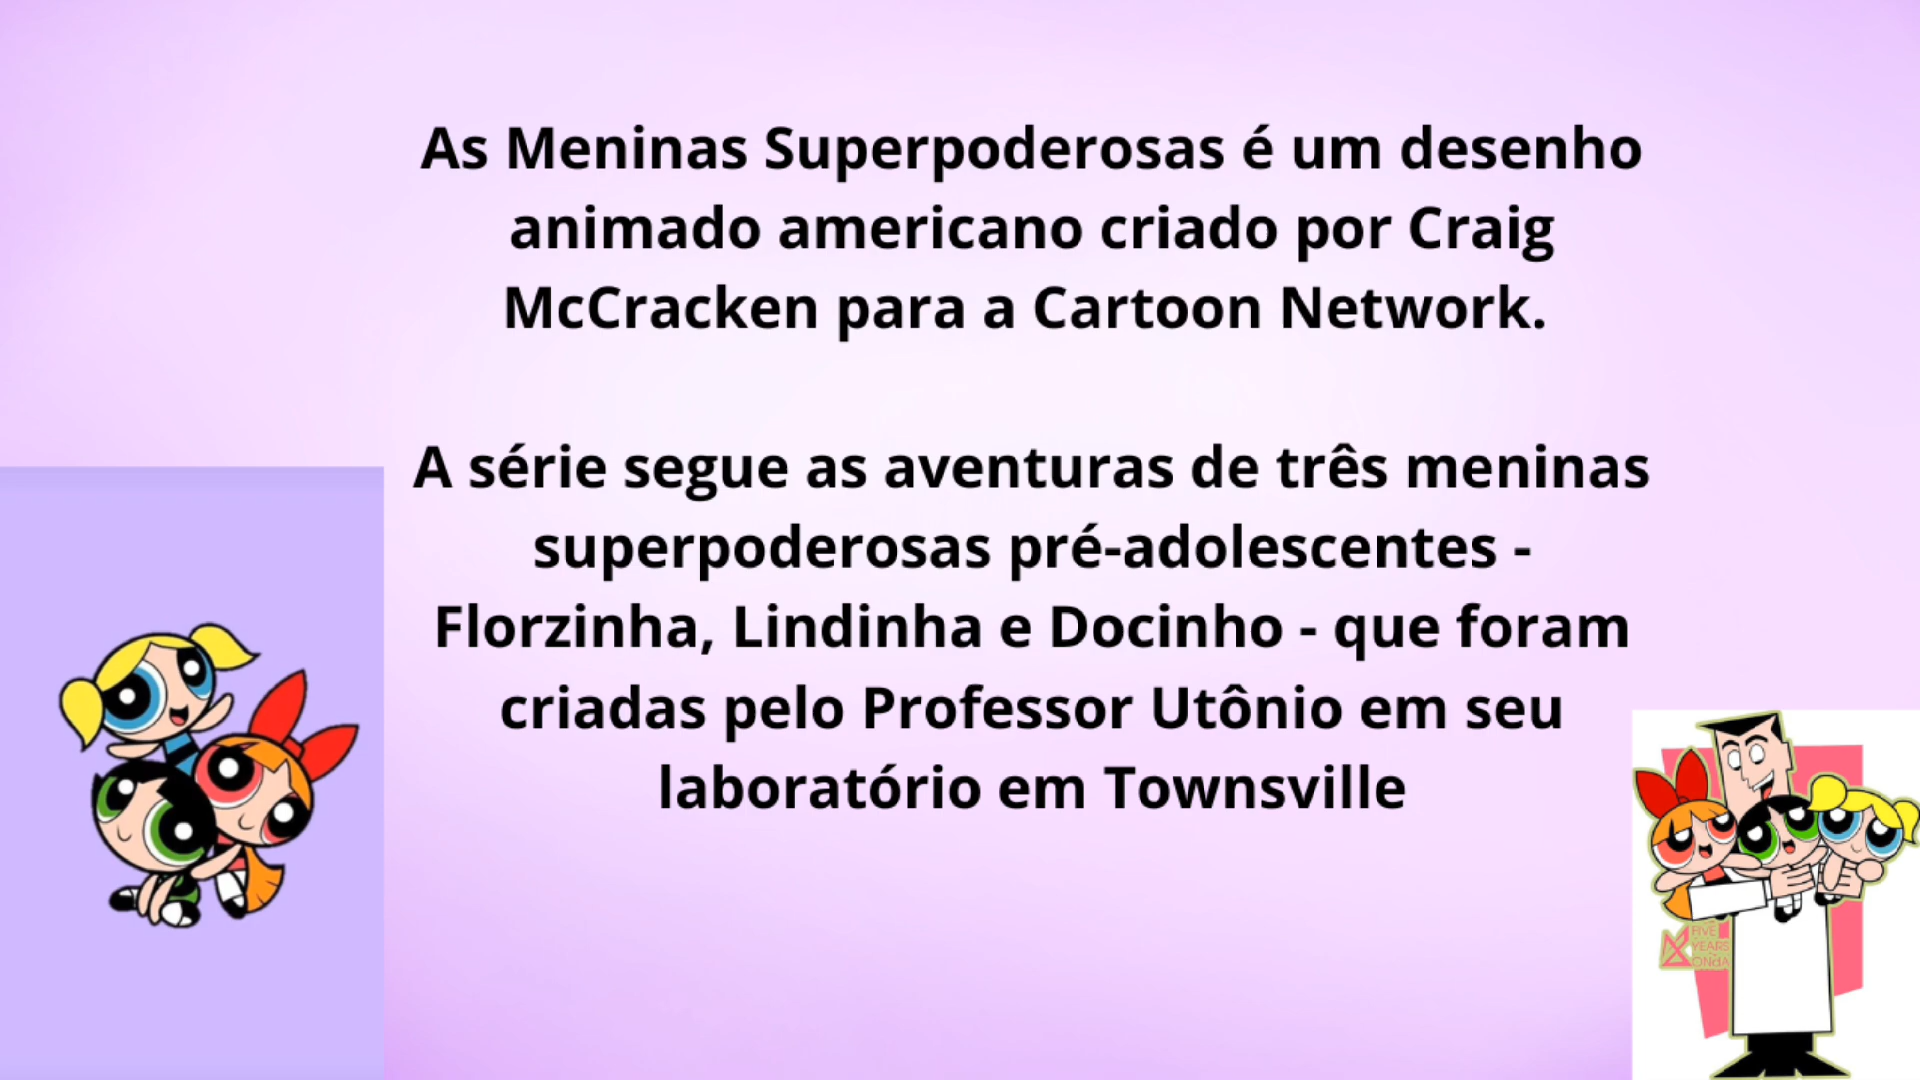 As Meninas Superpoderosas é um desenho
animado americano criado por Craig
McCracken para a Cartoon Network.
A série segue as aventuras de três meninas
superpoderosas pré-adolescentes -
Florzinha, Lindinha e Docinho - que foram
criadas pelo Professor Utônio em seu
laboratório em Townsville
FIVE
YEARS